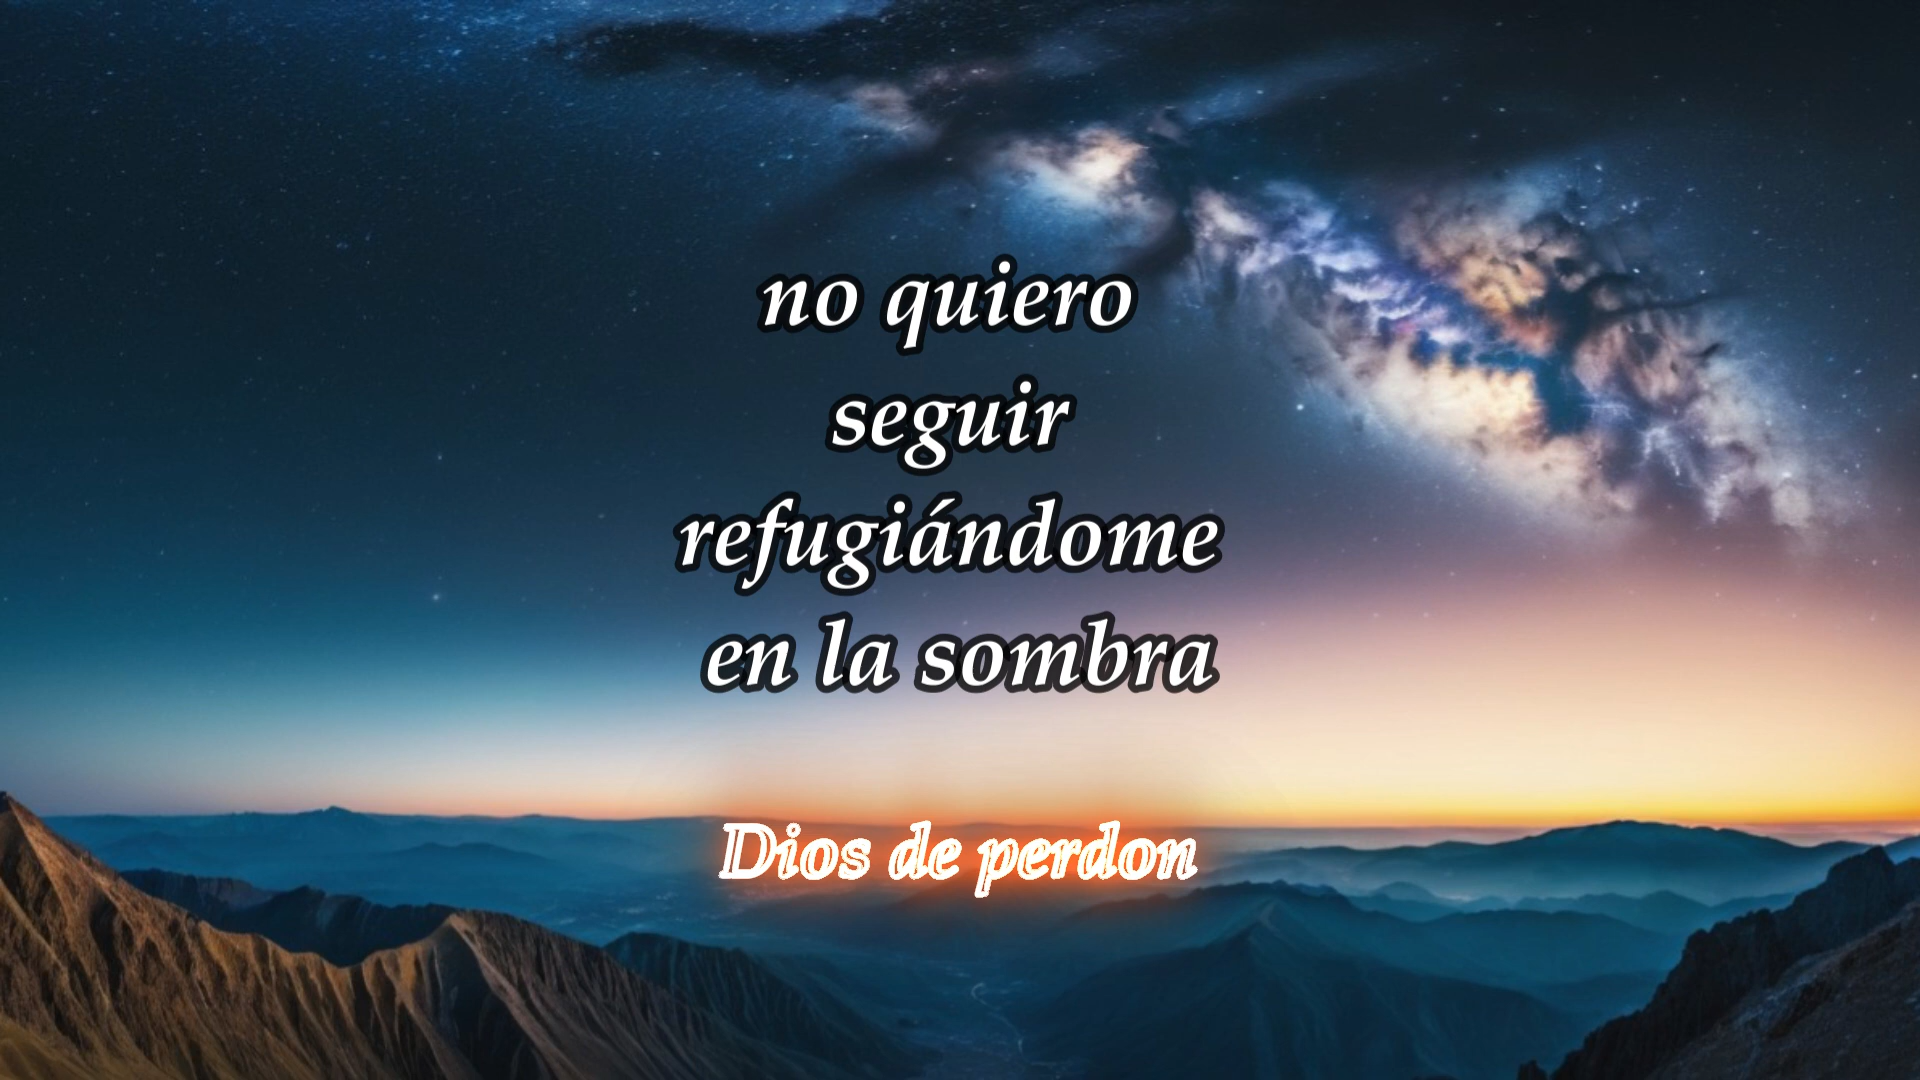 no quiero
seguir
refugiándome
en la sombra
Dios de perdon